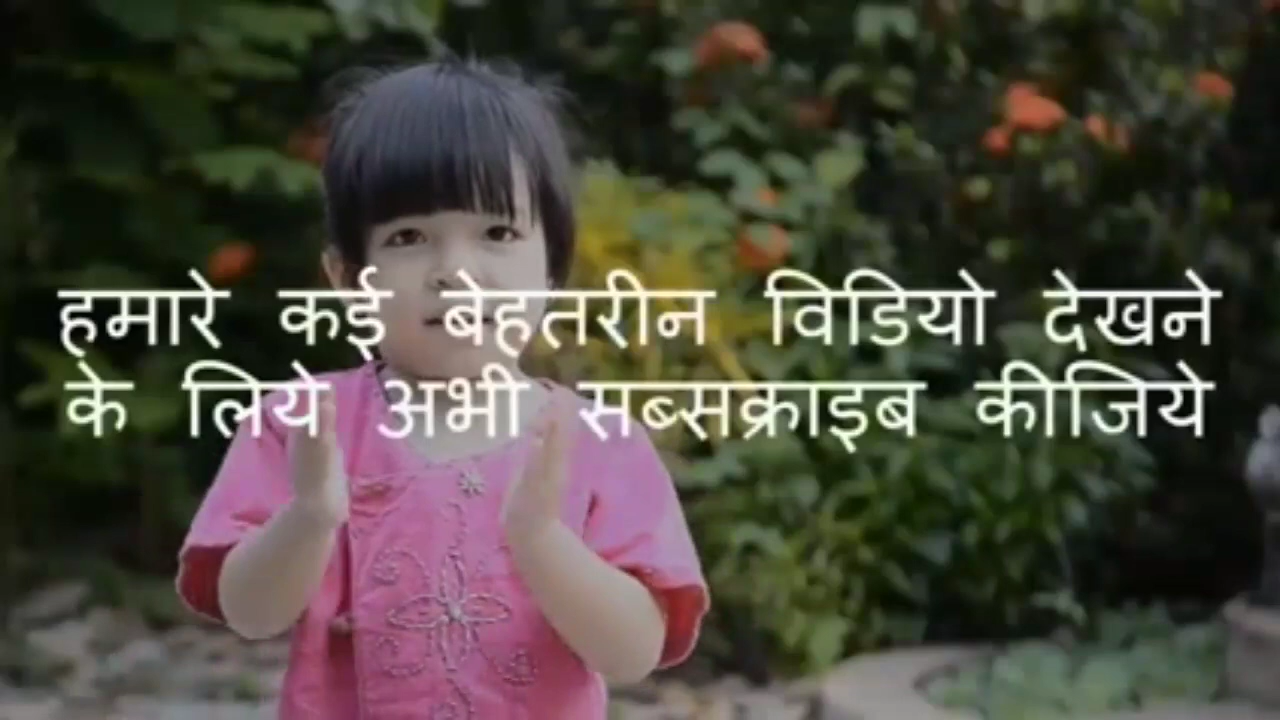 हमारे कई बेहतरीन विडियो देखने
के लिये अभी सब्सक्राइब कीजिये